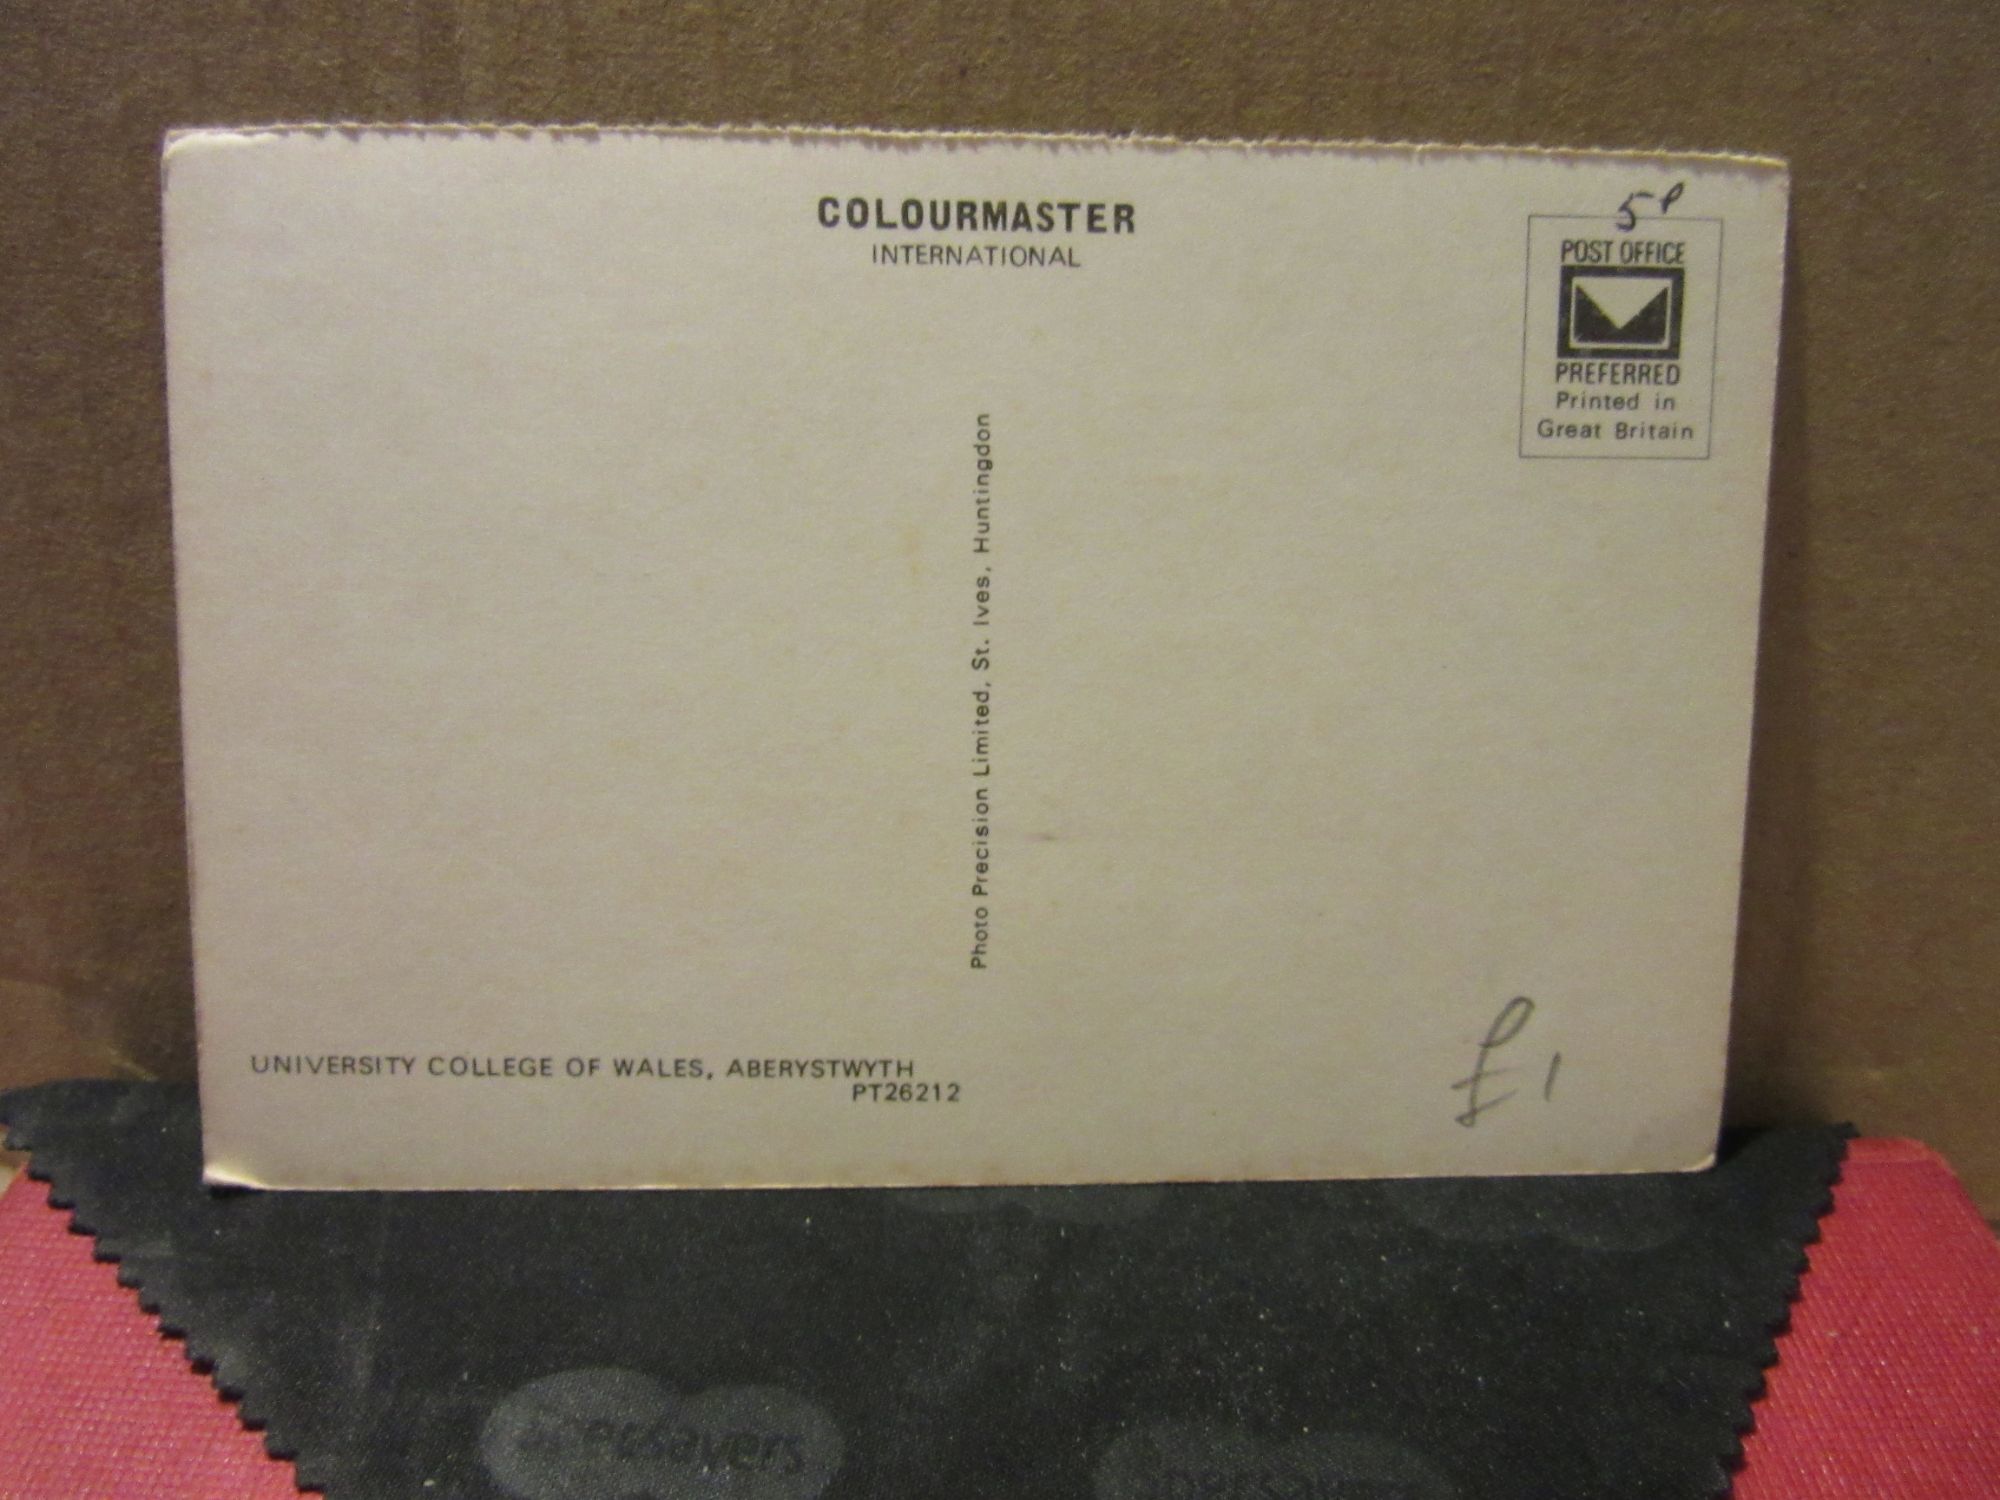 COLOURMASTER
INTERNATIONAL
5p
POST OFFICE
PREFERRED
Printed in
Great Britain
Photo Precision Limited, St. Ives, Huntingdon
UNIVERSITY COLLEGE OF WALES, ABERYSTWYTH
PT26212
£1